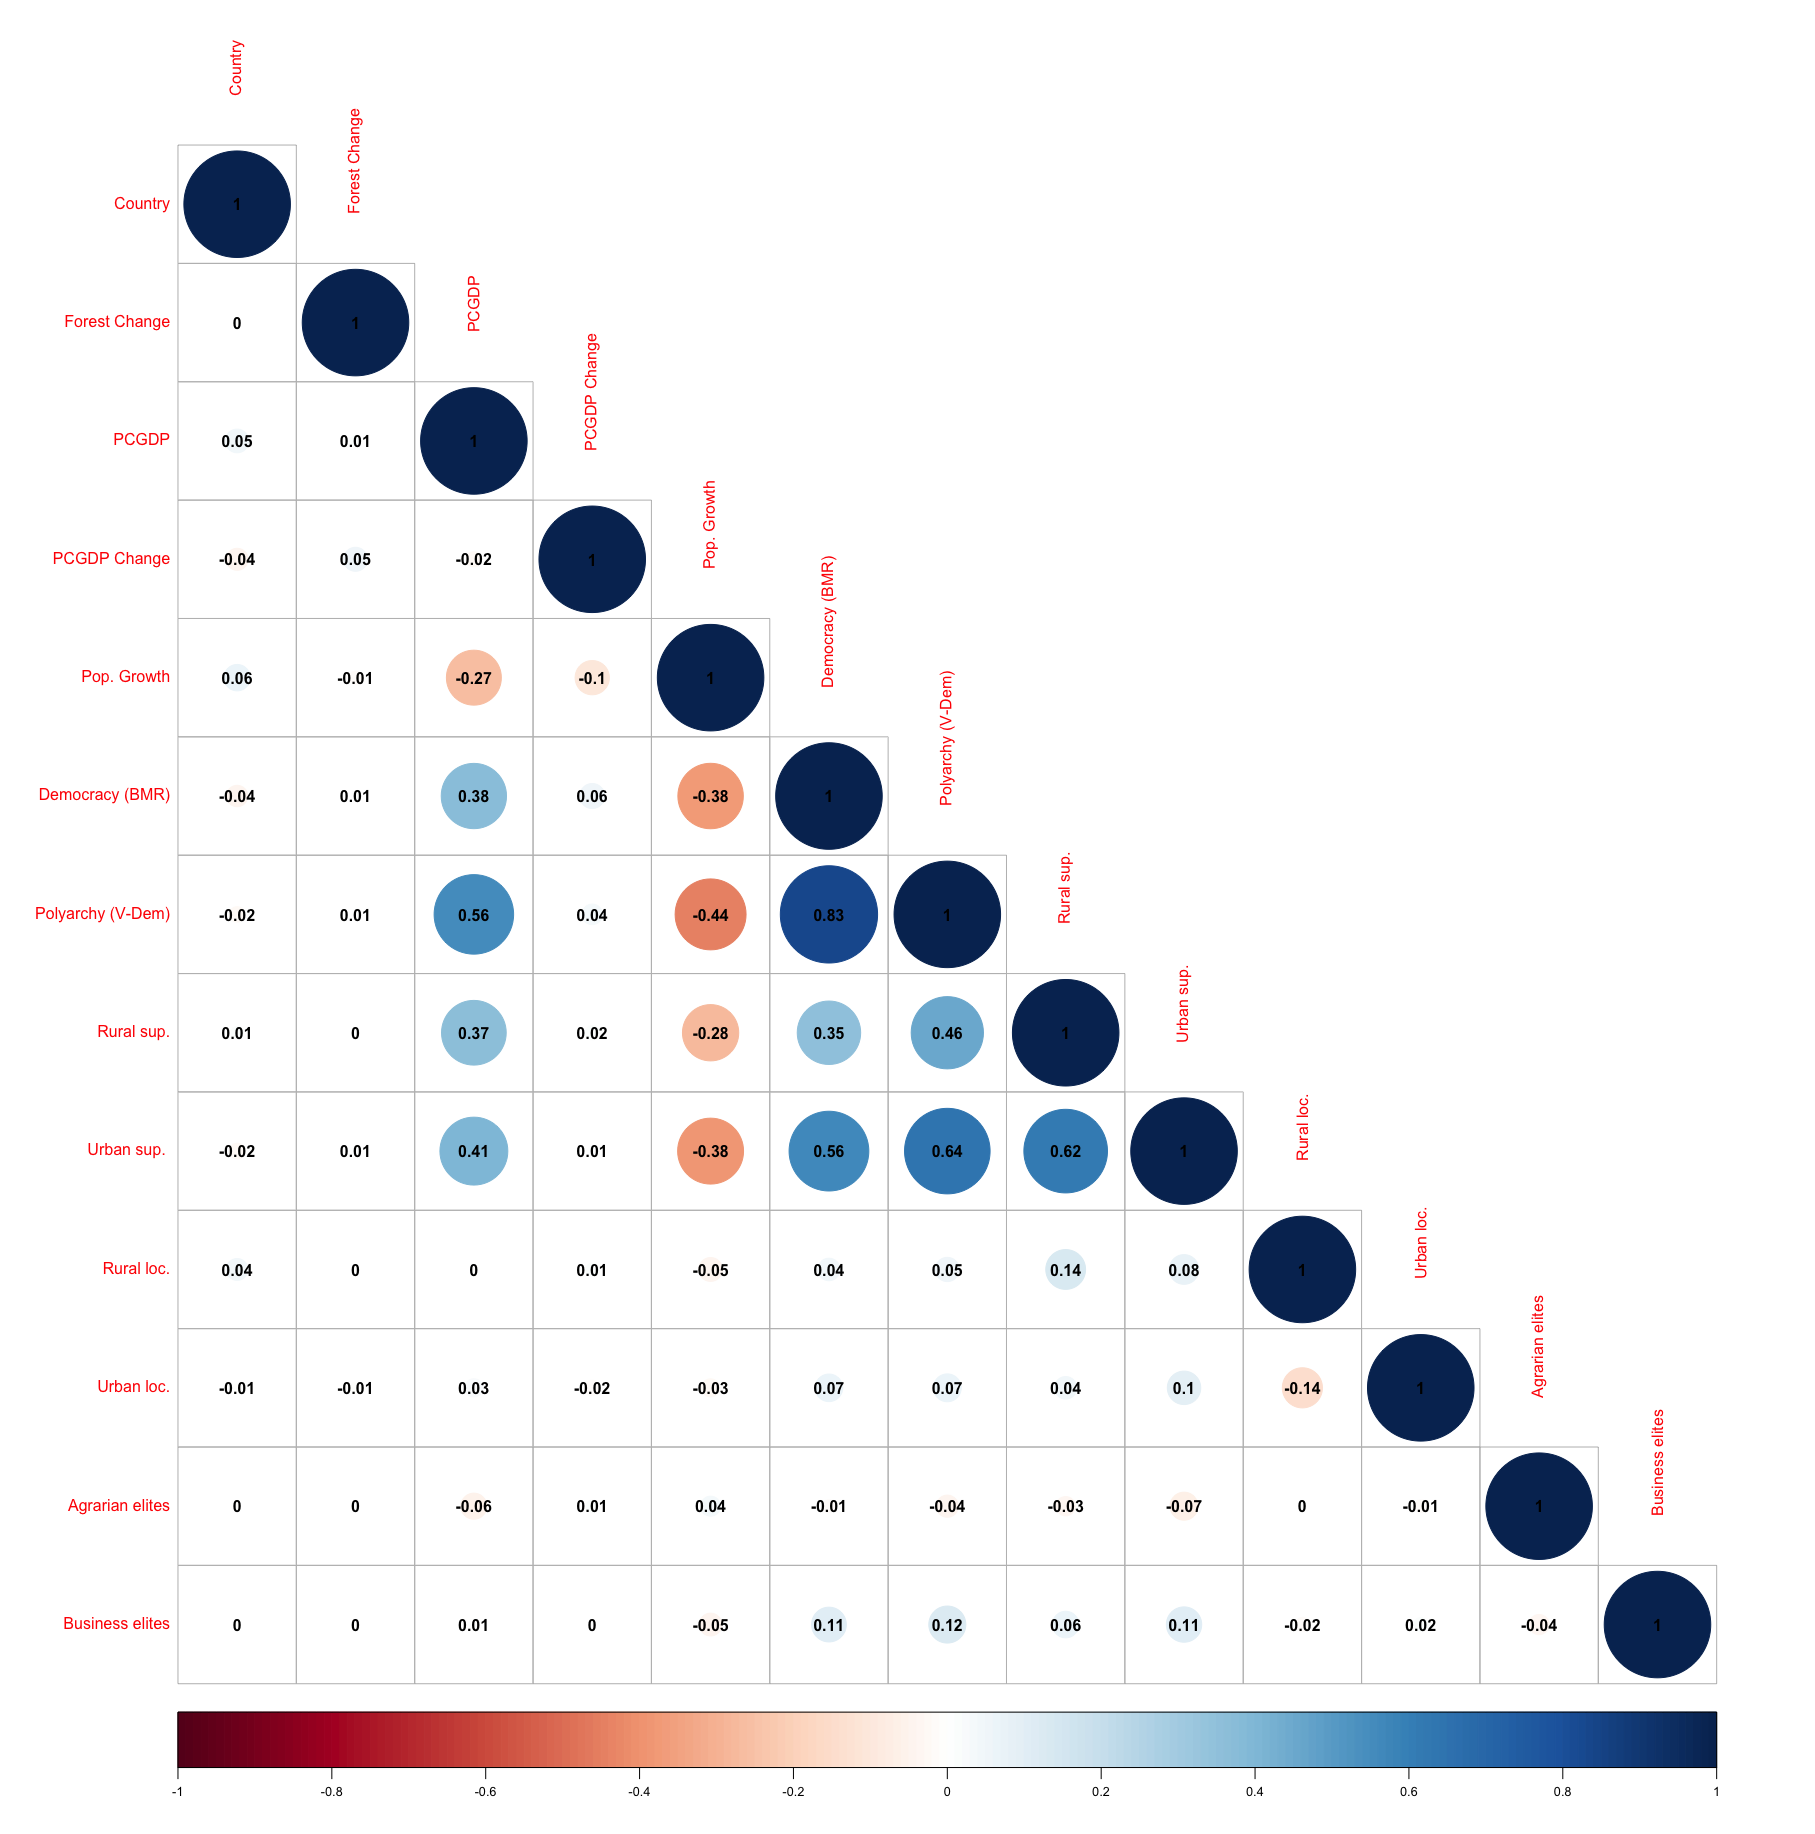 Country
Forest Change
PCGDP
PCGDP Change
Pop. Growth
Democracy (BMR)
Polyarchy (V-Dem)
Rural sup.
Urban sup.
Rural loc.
Urban loc.
Agrarian elites
Business elites
Country 1
Forest Change 0 1
PCGDP 0.05 0.01 1
PCGDP Change -0.04 0.05 -0.02 1
Pop. Growth 0.06 -0.01 -0.27 -0.1 1
Democracy (BMR) -0.04 0.01 0.38 0.06 -0.38 1
Polyarchy (V-Dem) -0.02 0.01 0.56 0.04 -0.44 0.83 1
Rural sup. 0.01 0 0.37 0.02 -0.28 0.35 0.46 1
Urban sup. -0.02 0.01 0.41 0.01 -0.38 0.56 0.64 0.62 1
Rural loc. 0.04 0 0 0.01 -0.05 0.04 0.05 0.14 0.08 1
Urban loc. -0.01 -0.01 0.03 -0.02 -0.03 0.07 0.07 0.04 0.1 -0.14 1
Agrarian elites 0 0 -0.06 0.01 0.04 -0.01 -0.04 -0.03 -0.07 0 -0.01 1
Business elites 0 0 0.01 0 -0.05 0.11 0.12 0.06 0.11 -0.02 0.02 -0.04 1
-1 -0.8 -0.6 -0.4 -0.2 0 0.2 0.4 0.6 0.8 1